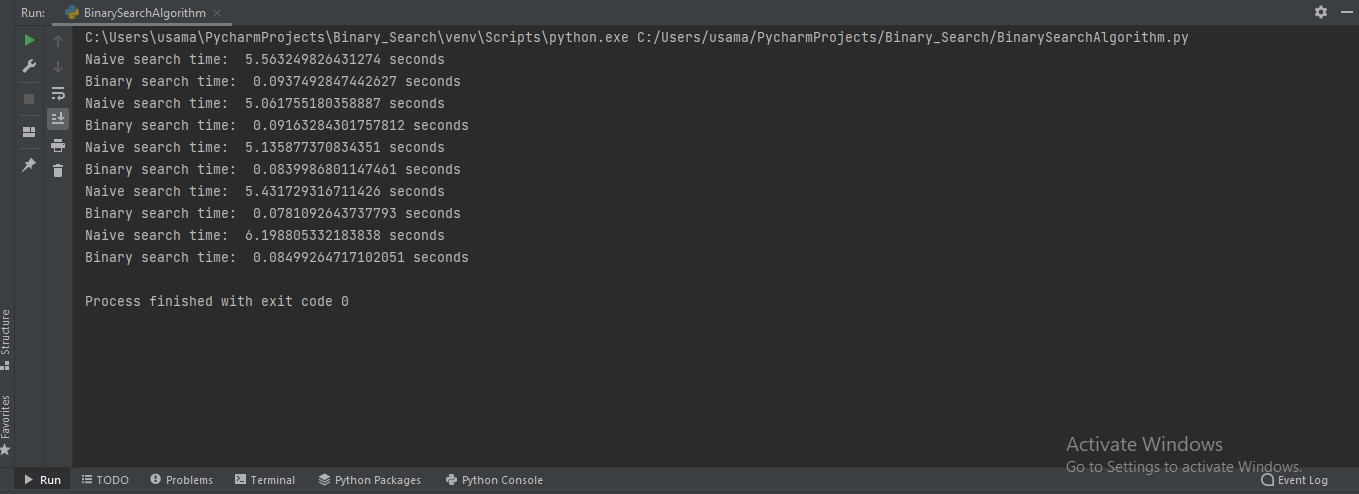 Run: BinarySearchAlgorithm
C:\Users\usama\PycharmProjects\Binary_Search\venv\Scripts\python.exe C:/Users/usama/PycharmProjects/Binary_Search/BinarySearchAlgorithm.py
Naive search time:  5.563249826431274 seconds
Binary search time:  0.0937492847442627 seconds
Naive search time:  5.061755180358887 seconds
Binary search time:  0.09163284301757812 seconds
Naive search time:  5.135877370834351 seconds
Binary search time:  0.0839986801147461 seconds
Naive search time:  5.431729316711426 seconds
Binary search time:  0.0781092643737793 seconds
Naive search time:  6.198805332183838 seconds
Binary search time:  0.08499264717102051 seconds
Process finished with exit code 0
Structure
Favorites
Activate Windows
Go to Settings to activate Windows.
Run TODO Problems Terminal Python Packages Python Console Event Log